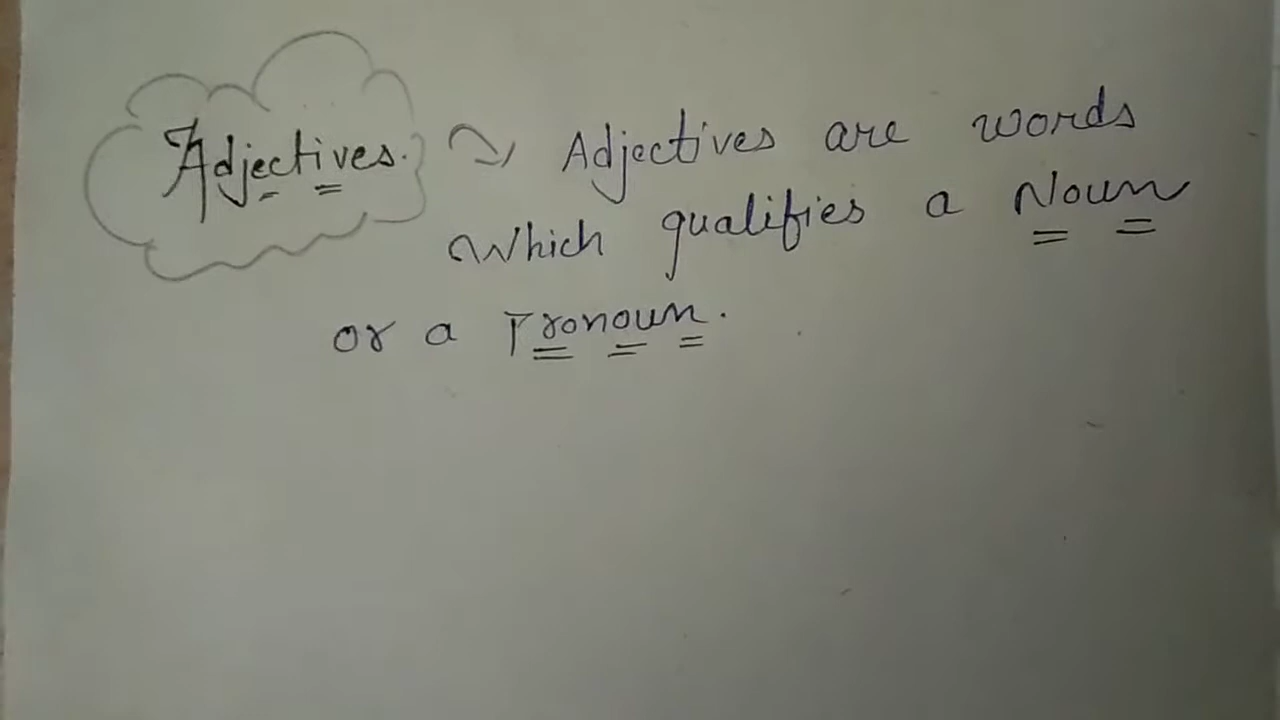 Adjectives. Adjectives are words
Which qualifies a Noun
or a Pronoun.